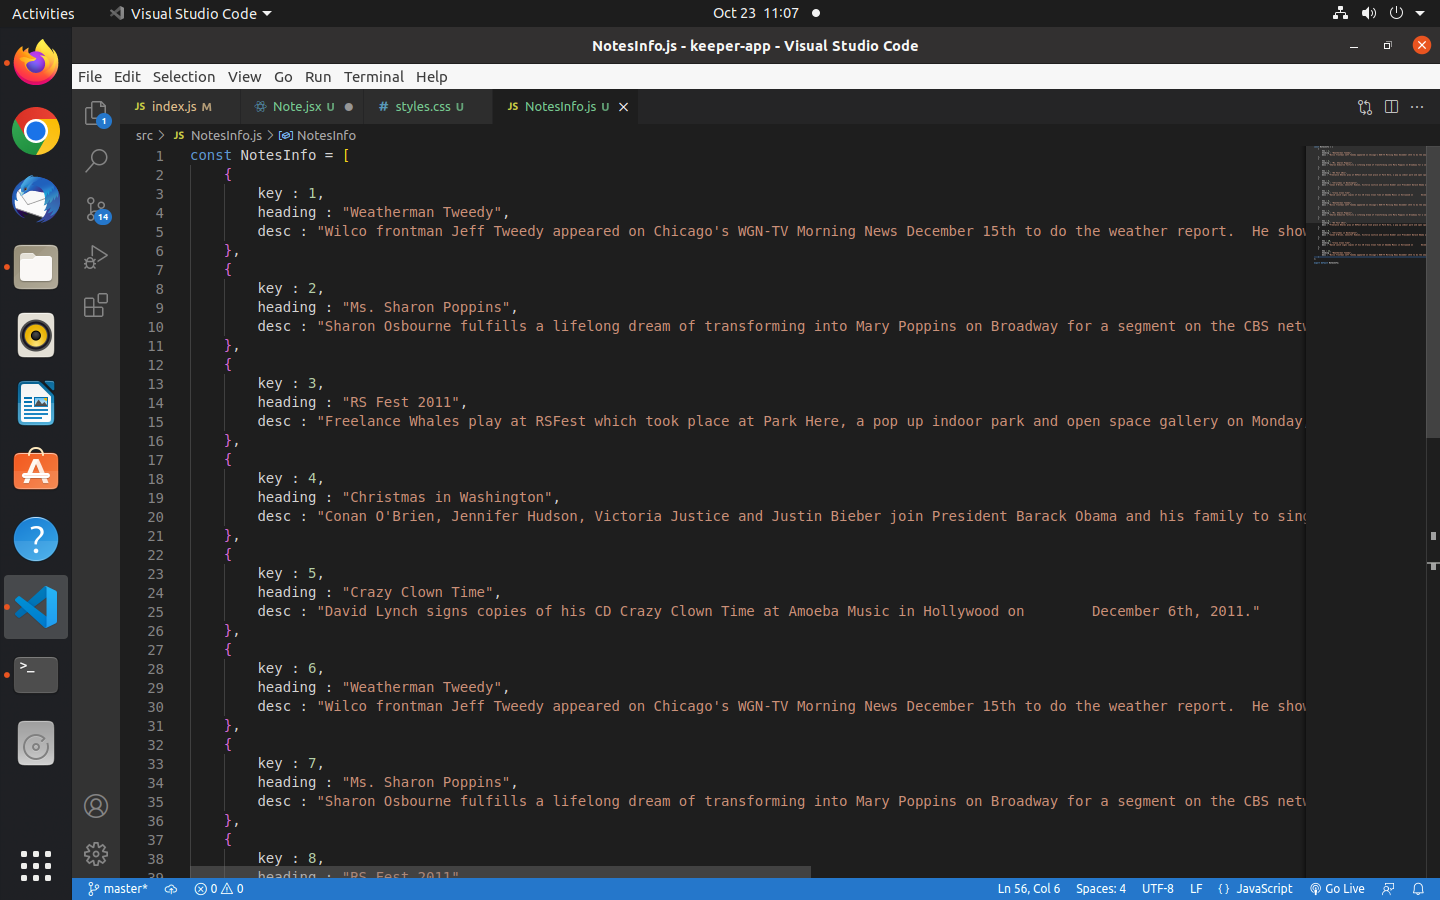 Activities
Visual Studio Code
Oct 23 11:07
NotesInfo.js - keeper-app - Visual Studio Code
File Edit Selection View Go Run Terminal Help
JS index.js M
Note.jsx U
# styles.css U
JS NotesInfo.js U
src > JS NotesInfo.js > NotesInfo
1
14
1 const NotesInfo = [
2 {
3 key : 1,
4 heading : "Weatherman Tweedy",
5 desc : "Wilco frontman Jeff Tweedy appeared on Chicago's WGN-TV Morning News December 15th to do the weather report.  He show
6 },
7 {
8 key : 2,
9 heading : "Ms. Sharon Poppins",
10 desc : "Sharon Osbourne fulfills a lifelong dream of transforming into Mary Poppins on Broadway for a segment on the CBS netw
11 },
12 {
13 key : 3,
14 heading : "RS Fest 2011",
15 desc : "Freelance Whales play at RSFest which took place at Park Here, a pop up indoor park and open space gallery on Monday,
16 },
17 {
18 key : 4,
19 heading : "Christmas in Washington",
20 desc : "Conan O'Brien, Jennifer Hudson, Victoria Justice and Justin Bieber join President Barack Obama and his family to sing
21 },
22 {
23 key : 5,
24 heading : "Crazy Clown Time",
25 desc : "David Lynch signs copies of his CD Crazy Clown Time at Amoeba Music in Hollywood on        December 6th, 2011."
26 },
27 {
28 key : 6,
29 heading : "Weatherman Tweedy",
30 desc : "Wilco frontman Jeff Tweedy appeared on Chicago's WGN-TV Morning News December 15th to do the weather report.  He show
31 },
32 {
33 key : 7,
34 heading : "Ms. Sharon Poppins",
35 desc : "Sharon Osbourne fulfills a lifelong dream of transforming into Mary Poppins on Broadway for a segment on the CBS netw
36 },
37 {
38 key : 8,
39 heading : "RS Fest 2011"
master* 0 0 Ln 56, Col 6 Spaces: 4 UTF-8 LF {} JavaScript Go Live